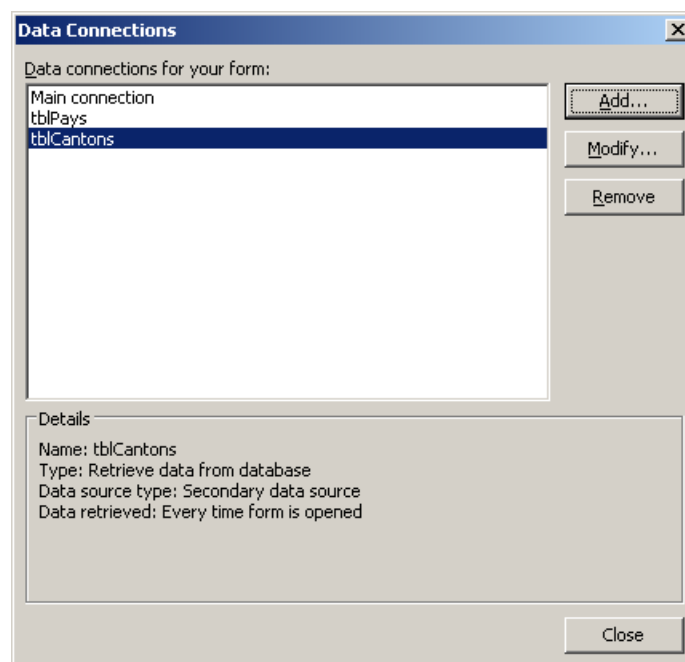 Data Connections
Data connections for your form:
Main connection
tblPays
tblCantons
Add...
Modify...
Remove
Details
Name: tblCantons
Type: Retrieve data from database
Data source type: Secondary data source
Data retrieved: Every time form is opened
Close